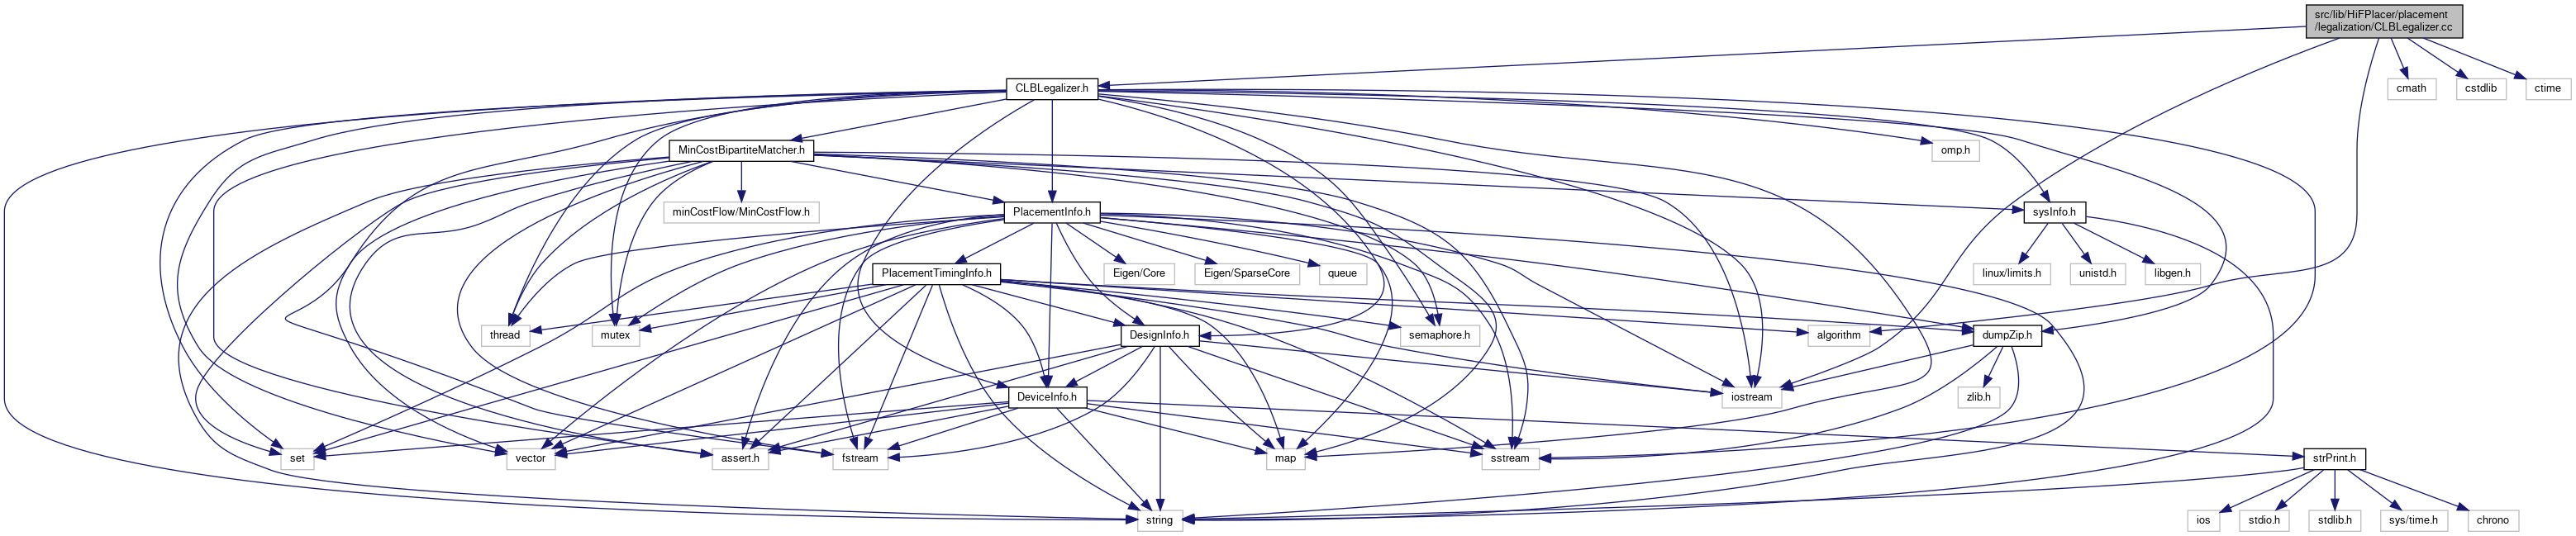 src/lib/HiFPlacer/placement
/legalization/CLBLegalizer.cc
CLBLegalizer.h
cmath
cstdlib
ctime
MinCostBipartiteMatcher.h
omp.h
minCostFlow/MinCostFlow.h
PlacementInfo.h
sysInfo.h
PlacementTimingInfo.h
Eigen/Core
Eigen/SparseCore
queue
linux/limits.h
unistd.h
libgen.h
thread
mutex
DesignInfo.h
semaphore.h
algorithm
dumpZip.h
DeviceInfo.h
iostream
zlib.h
set
vector
assert.h
fstream
map
sstream
strPrint.h
string
ios
stdio.h
stdlib.h
sys/time.h
chrono